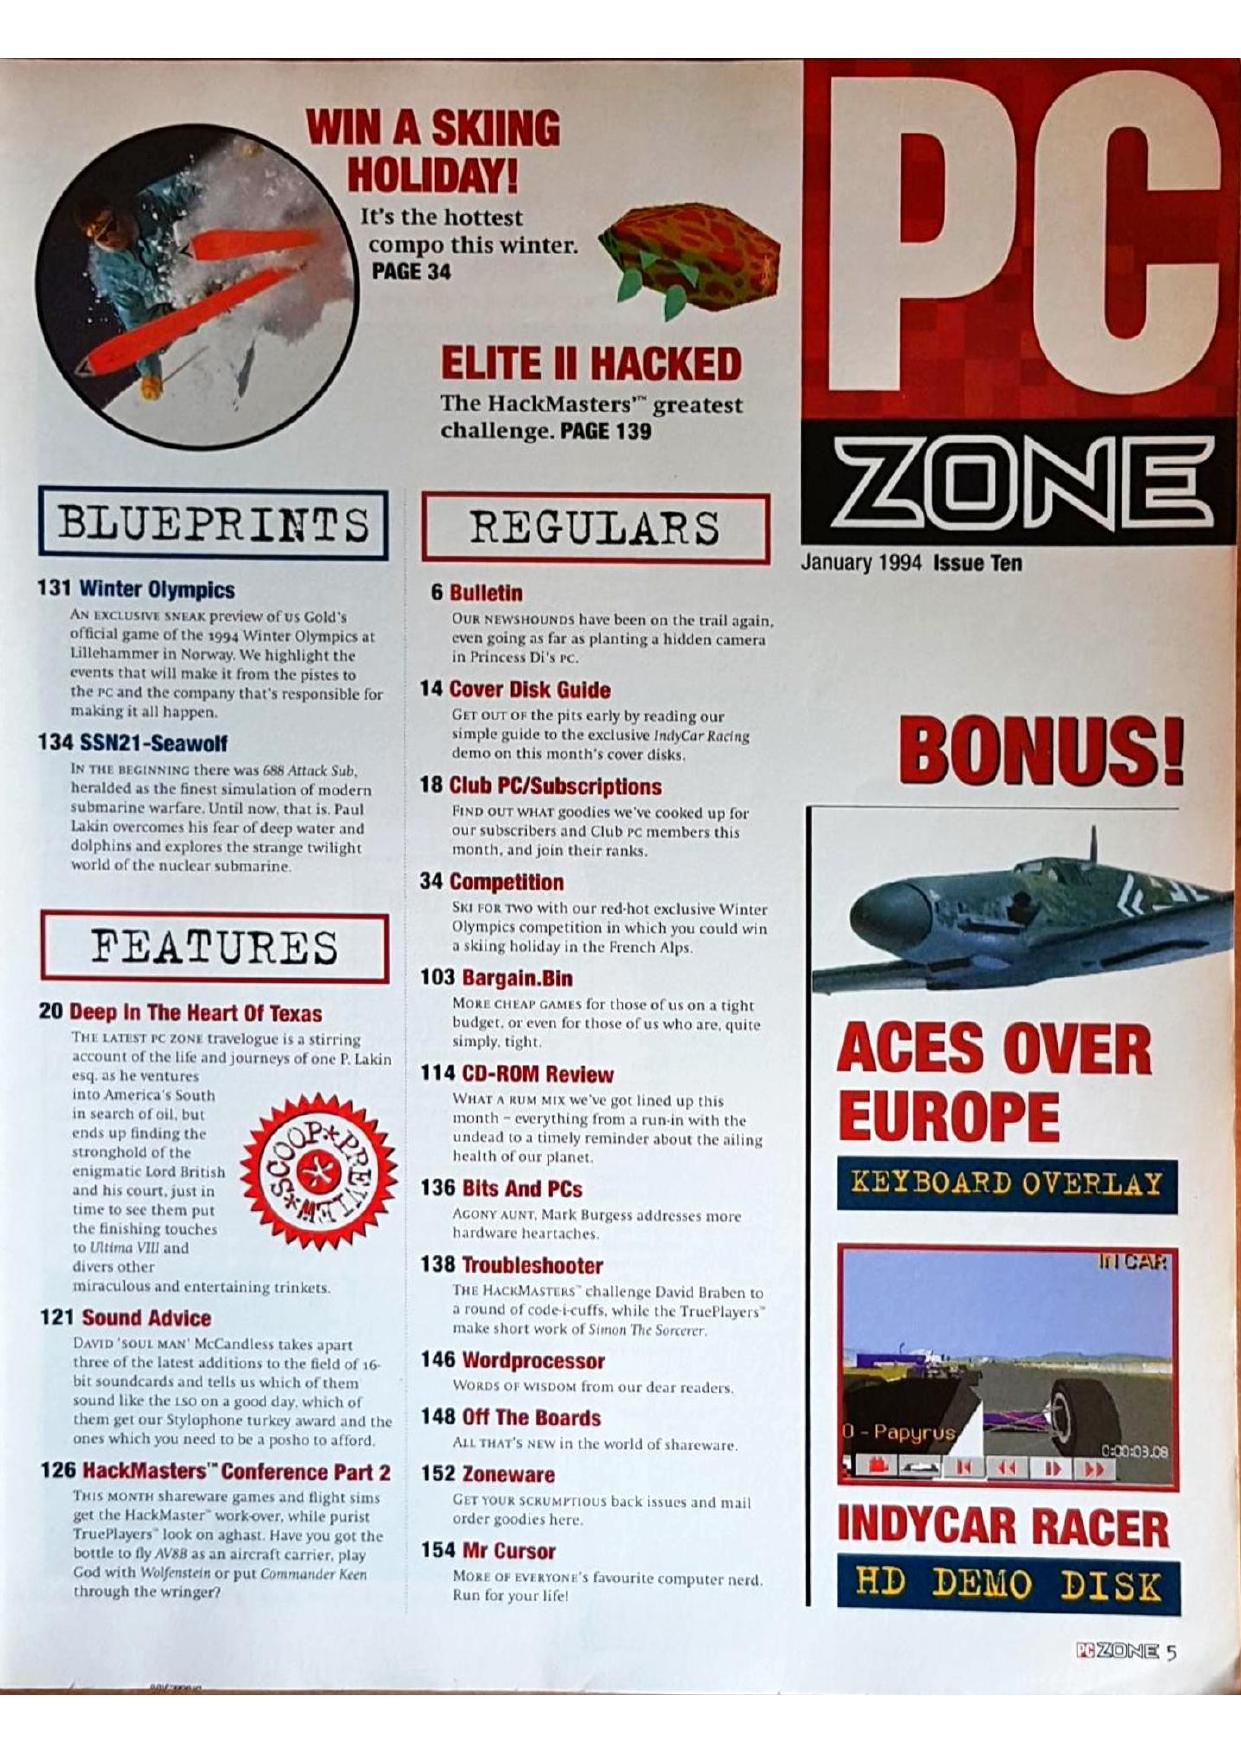 WIN A SKIING
HOLIDAY!
It's the hottest
compo this winter.
PAGE 34
ELITE II HACKED
The HackMasters'™ greatest
challenge. PAGE 139
PC
ZONE
January 1994 Issue Ten
BLUEPRINTS
131 Winter Olympics
AN EXCLUSIVE SNEAK preview of US Gold's
official game of the 1994 Winter Olympics at
Lillehammer in Norway. We highlight the
events that will make it from the pistes to
the PC and the company that's responsible for
making it all happen.
134 SSN21-Seawolf
IN THE BEGINNING there was 688 Attack Sub,
heralded as the finest simulation of modern
submarine warfare. Until now, that is. Paul
Lakin overcomes his fear of deep water and
dolphins and explores the strange twilight
world of the nuclear submarine.
FEATURES
20 Deep In The Heart Of Texas
THE LATEST PC ZONE travelogue is a stirring
account of the life and journeys of one P. Lakin
esq. as he ventures
into America's South
in search of oil, but
ends up finding the
stronghold of the
enigmatic Lord British
and his court, just in
time to see them put
the finishing touches
to Ultima VIII and
divers other
miraculous and entertaining trinkets.
SCOOP*PREVIEW*
121 Sound Advice
DAVID 'SOUL MAN' McCandless takes apart
three of the latest additions to the field of 16-
bit soundcards and tells us which of them
sound like the LSO on a good day, which of
them get our Stylophone turkey award and the
ones which you need to be a posho to afford.
126 HackMasters™ Conference Part 2
THIS MONTH shareware games and flight sims
get the HackMaster™ work-over, while purist
TruePlayers™ look on aghast. Have you got the
bottle to fly AV8B as an aircraft carrier, play
God with Wolfenstein or put Commander Keen
through the wringer?
REGULARS
6 Bulletin
OUR NEWSHOUNDS have been on the trail again,
even going as far as planting a hidden camera
in Princess Di's PC.
14 Cover Disk Guide
GET OUT OF the pits early by reading our
simple guide to the exclusive IndyCar Racing
demo on this month's cover disks.
18 Club PC/Subscriptions
FIND OUT WHAT goodies we've cooked up for
our subscribers and Club PC members this
month, and join their ranks.
34 Competition
SKI FOR TWO with our red-hot exclusive Winter
Olympics competition in which you could win
a skiing holiday in the French Alps.
103 Bargain.Bin
MORE CHEAP GAMES for those of us on a tight
budget, or even for those of us who are, quite
simply, tight.
114 CD-ROM Review
WHAT A RUM MIX we've got lined up this
month – everything from a run-in with the
undead to a timely reminder about the ailing
health of our planet.
136 Bits And PCs
AGONY AUNT, Mark Burgess addresses more
hardware heartaches.
138 Troubleshooter
THE HACKMASTERS™ challenge David Braben to
a round of code-i-cuffs, while the TruePlayers™
make short work of Simon The Sorcerer.
146 Wordprocessor
WORDS OF WISDOM from our dear readers.
148 Off The Boards
ALL THAT'S NEW in the world of shareware.
152 Zoneware
GET YOUR SCRUMPTIOUS back issues and mail
order goodies here.
154 Mr Cursor
MORE OF EVERYONE'S favourite computer nerd.
Run for your life!
BONUS!
ACES OVER
EUROPE
KEYBOARD OVERLAY
IN CAR
0 - Papyrus
0:00:03.08
INDYCAR RACER
HD DEMO DISK
PC ZONE 5